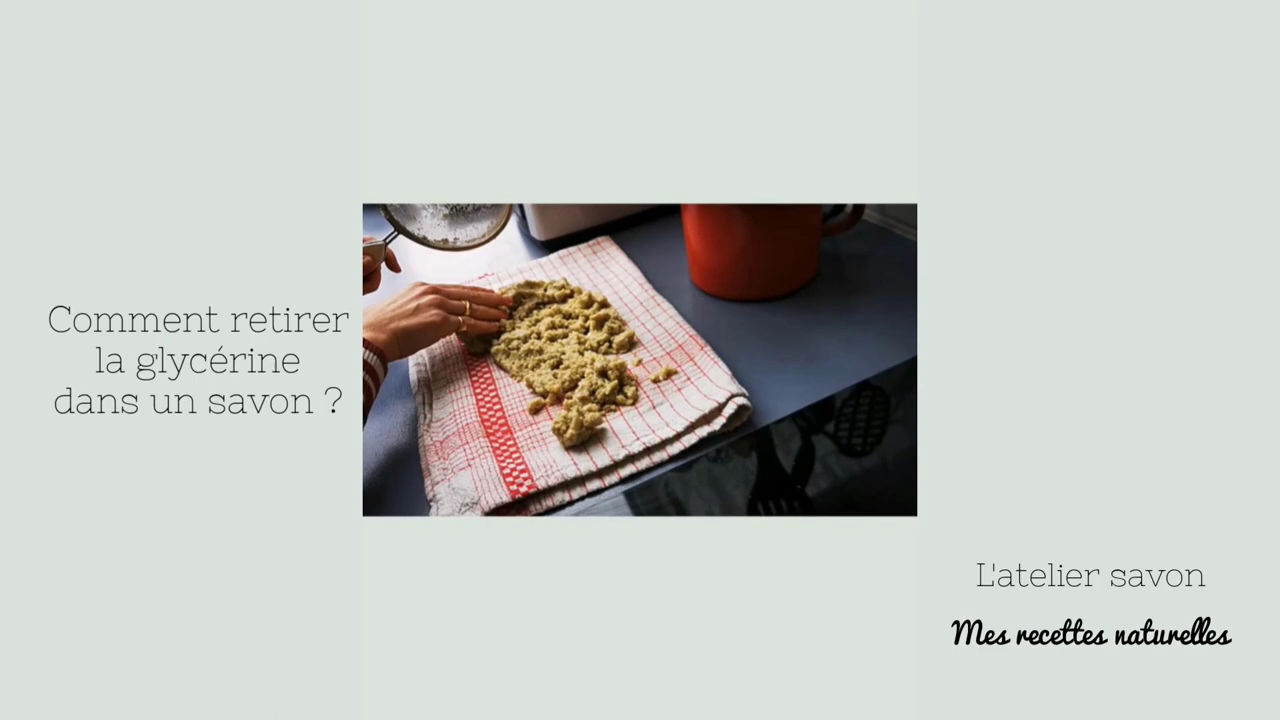 Comment retirer
la glycérine
dans un savon ?
L'atelier savon
Mes recettes naturelles